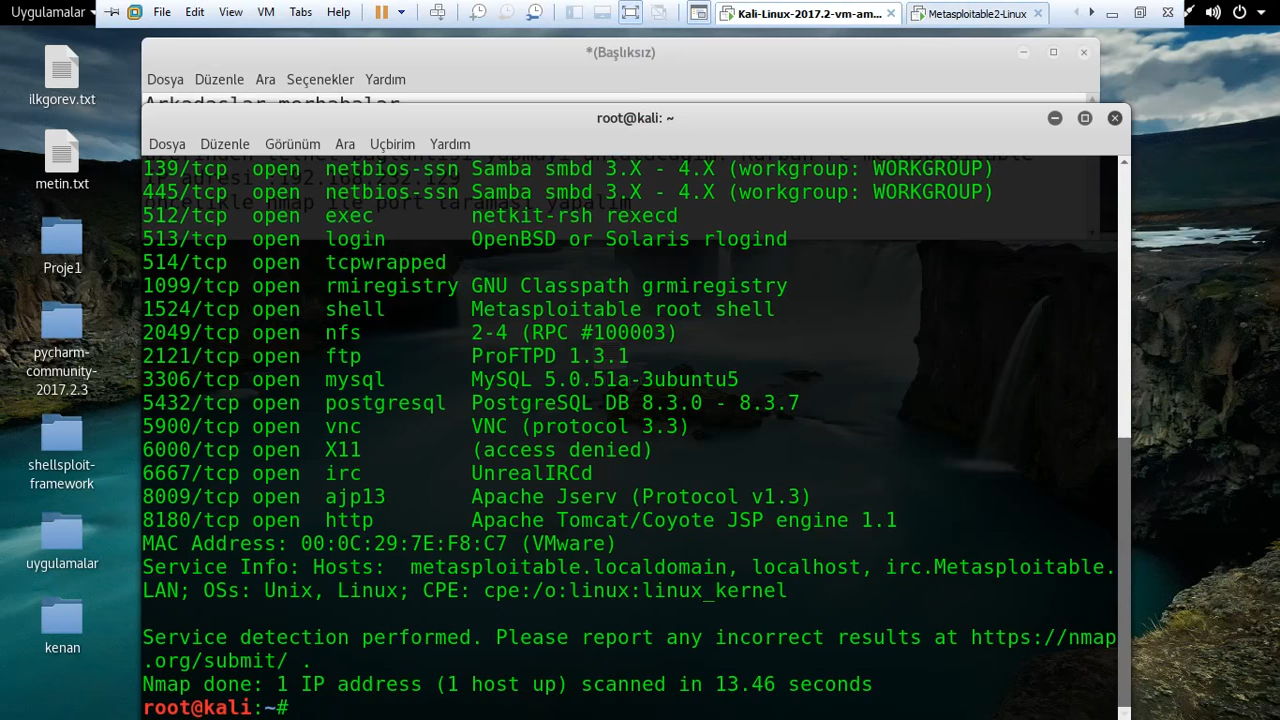 Uygulamalar
File Edit View VM Tabs Help
Kali-Linux-2017.2-vm-am...
Metasploitable2-Linux
ilkgorev.txt
metin.txt
Proje1
pycharm-
community-
2017.2.3
shellsploit-
framework
uygulamalar
kenan
*(Başlıksız)
Dosya Düzenle Ara Seçenekler Yardım
Arkadaslar merhabalar
root@kali: ~
Dosya Düzenle Görünüm Ara Uçbirim Yardım
139/tcp open netbios-ssn Samba smbd 3.X - 4.X (workgroup: WORKGROUP)
445/tcp open netbios-ssn Samba smbd 3.X - 4.X (workgroup: WORKGROUP)
512/tcp open exec netkit-rsh rexecd
513/tcp open login OpenBSD or Solaris rlogind
514/tcp open tcpwrapped
1099/tcp open rmiregistry GNU Classpath grmiregistry
1524/tcp open shell Metasploitable root shell
2049/tcp open nfs 2-4 (RPC #100003)
2121/tcp open ftp ProFTPD 1.3.1
3306/tcp open mysql MySQL 5.0.51a-3ubuntu5
5432/tcp open postgresql PostgreSQL DB 8.3.0 - 8.3.7
5900/tcp open vnc VNC (protocol 3.3)
6000/tcp open X11 (access denied)
6667/tcp open irc UnrealIRCd
8009/tcp open ajp13 Apache Jserv (Protocol v1.3)
8180/tcp open http Apache Tomcat/Coyote JSP engine 1.1
MAC Address: 00:0C:29:7E:F8:C7 (VMware)
Service Info: Hosts: metasploitable.localdomain, localhost, irc.Metasploitable.
LAN; OSs: Unix, Linux; CPE: cpe:/o:linux:linux_kernel
Service detection performed. Please report any incorrect results at https://nmap
.org/submit/ .
Nmap done: 1 IP address (1 host up) scanned in 13.46 seconds
root@kali:~#